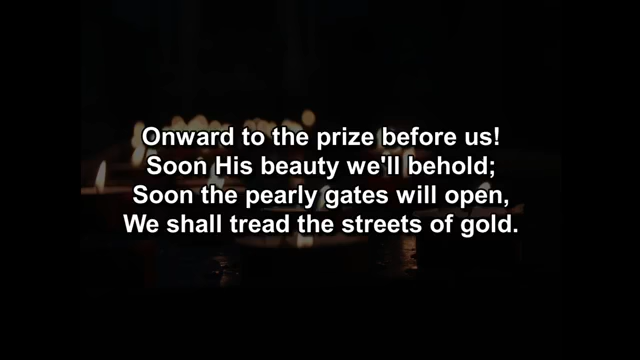 Onward to the prize before us!
Soon His beauty we'll behold;
Soon the pearly gates will open,
We shall tread the streets of gold.